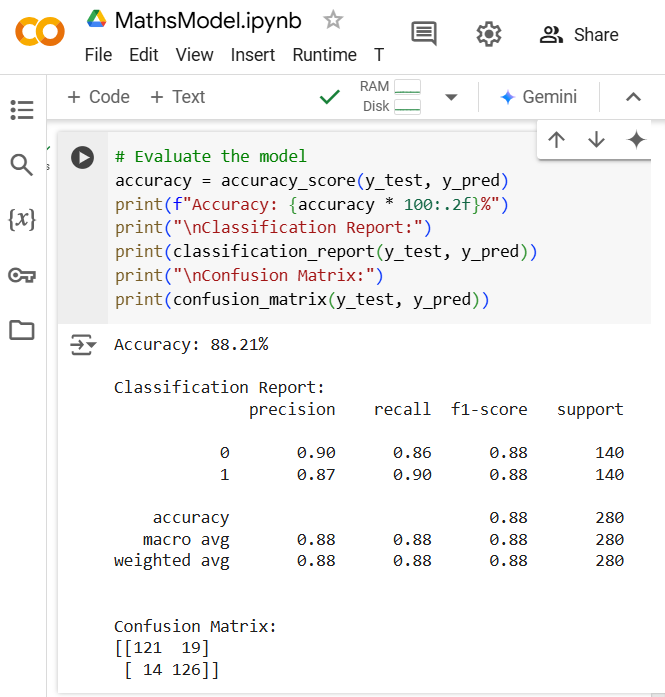 MathsModel.ipynb
Share
File Edit View Insert Runtime T
+ Code + Text
RAM
Disk
Gemini
{x}
# Evaluate the model
accuracy = accuracy_score(y_test, y_pred)
print(f"Accuracy: {accuracy * 100:.2f}%")
print("\nClassification Report:")
print(classification_report(y_test, y_pred))
print("\nConfusion Matrix:")
print(confusion_matrix(y_test, y_pred))
Accuracy: 88.21%
Classification Report:
precision recall f1-score support
0 0.90 0.86 0.88 140
1 0.87 0.90 0.88 140
accuracy 0.88 280
macro avg 0.88 0.88 0.88 280
weighted avg 0.88 0.88 0.88 280
Confusion Matrix:
[[121 19]
[ 14 126]]